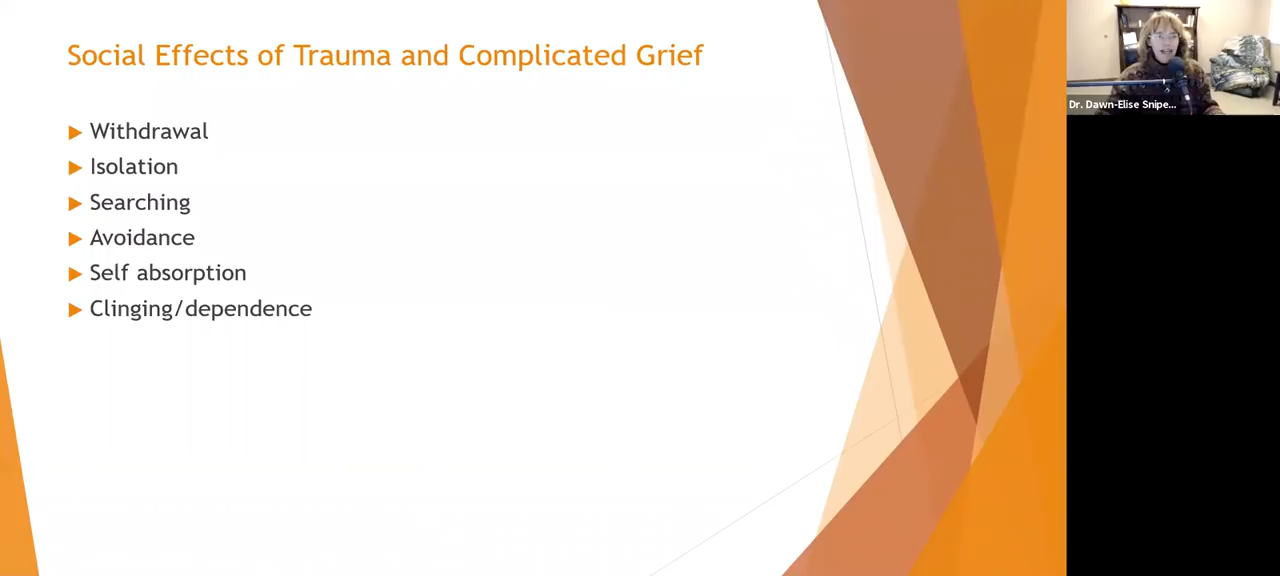 Social Effects of Trauma and Complicated Grief
Withdrawal
Isolation
Searching
Avoidance
Self absorption
Clinging/dependence
Dr. Dawn-Elise Snipe...